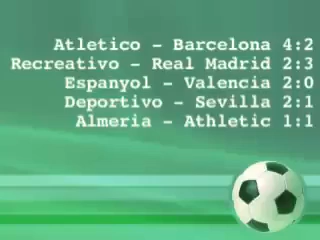 Atletico - Barcelona 4:2
Recreativo - Real Madrid 2:3
Espanyol - Valencia 2:0
Deportivo - Sevilla 2:1
Almeria - Athletic 1:1